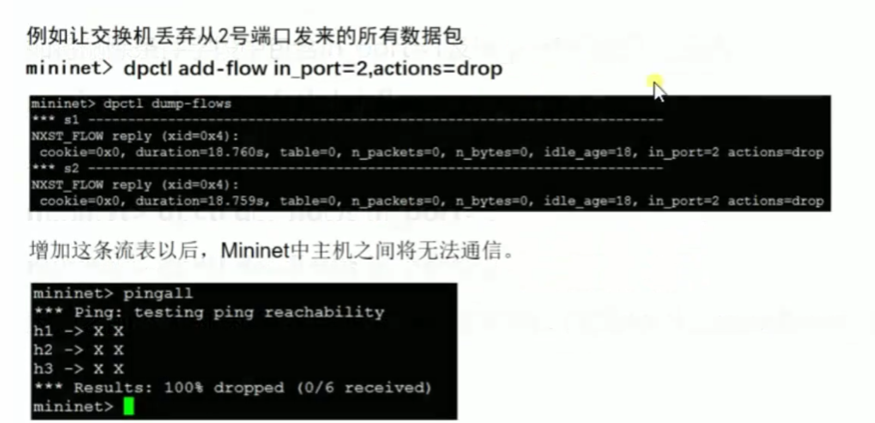 例如让交换机丢弃从2号端口发来的所有数据包
mininet> dpctl add-flow in_port=2,actions=drop
mininet> dpctl dump-flows
*** s1 ------------------------------------------------------------------------
NXST_FLOW reply (xid=0x4):
cookie=0x0, duration=18.760s, table=0, n_packets=0, n_bytes=0, idle_age=18, in_port=2 actions=drop
*** s2 ------------------------------------------------------------------------
NXST_FLOW reply (xid=0x4):
cookie=0x0, duration=18.759s, table=0, n_packets=0, n_bytes=0, idle_age=18, in_port=2 actions=drop
增加这条流表以后，Mininet中主机之间将无法通信。
mininet> pingall
*** Ping: testing ping reachability
h1 -> X X
h2 -> X X
h3 -> X X
*** Results: 100% dropped (0/6 received)
mininet>